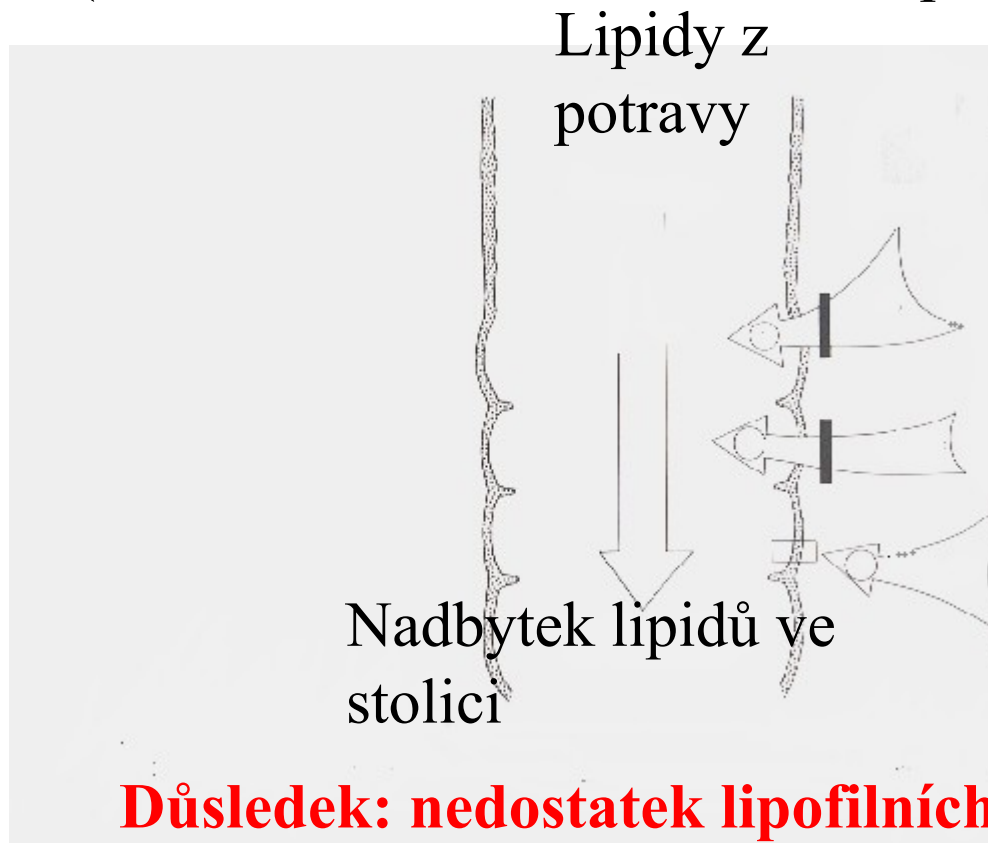 Lipidy z
potravy
Nadbytek lipidů ve
stolici
Důsledek: nedostatek lipofilních